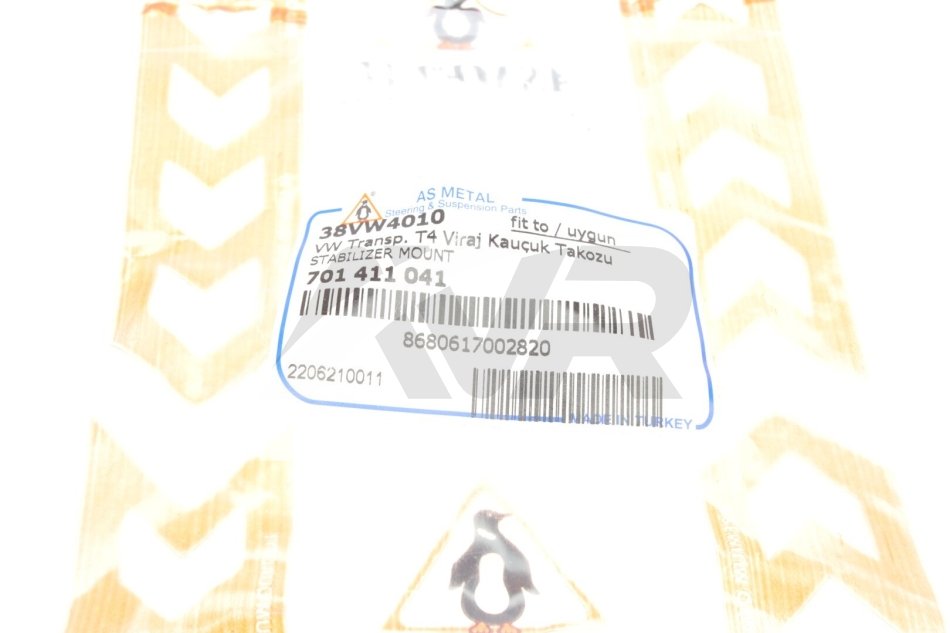 AS METAL
Steering & Suspension Parts
38VW4010
fit to / uygun
VW Transp. T4 Viraj Kauçuk Takozu
STABILIZER MOUNT
701 411 041
8680617002820
2206210011
MADE IN TURKEY